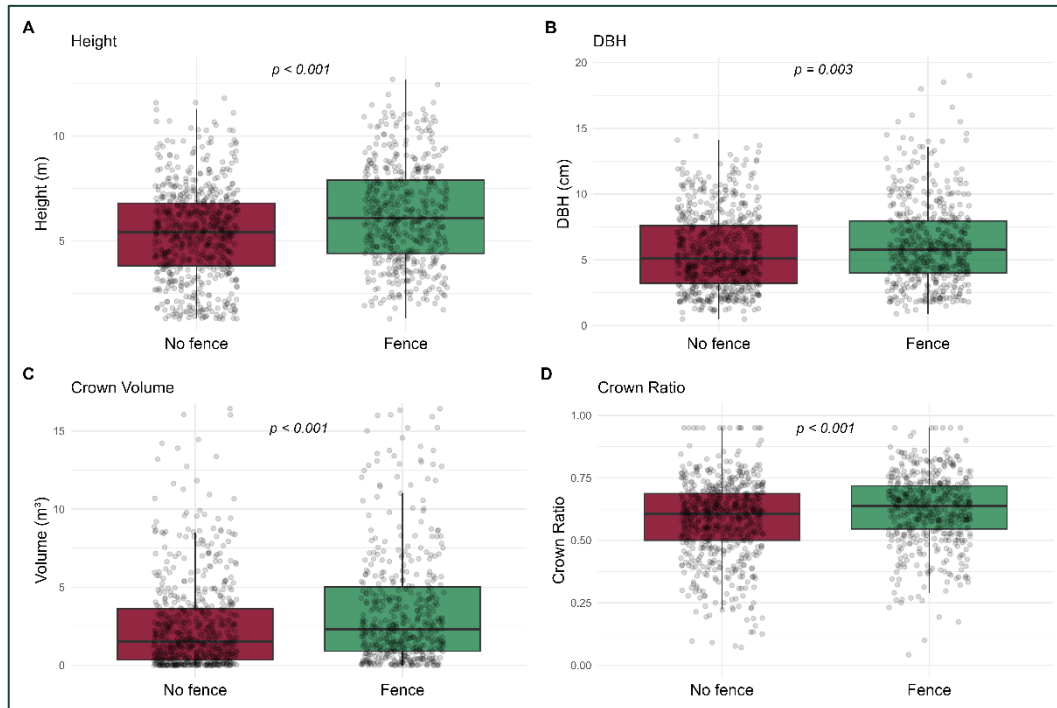 A
Height
p < 0.001
Height (m)
10
5
No fence
Fence
B
DBH
p = 0.003
DBH (cm)
20
15
10
5
0
No fence
Fence
C
Crown Volume
p < 0.001
Volume (m³)
15
10
5
0
No fence
Fence
D
Crown Ratio
p < 0.001
Crown Ratio
1.00
0.75
0.50
0.25
0.00
No fence
Fence